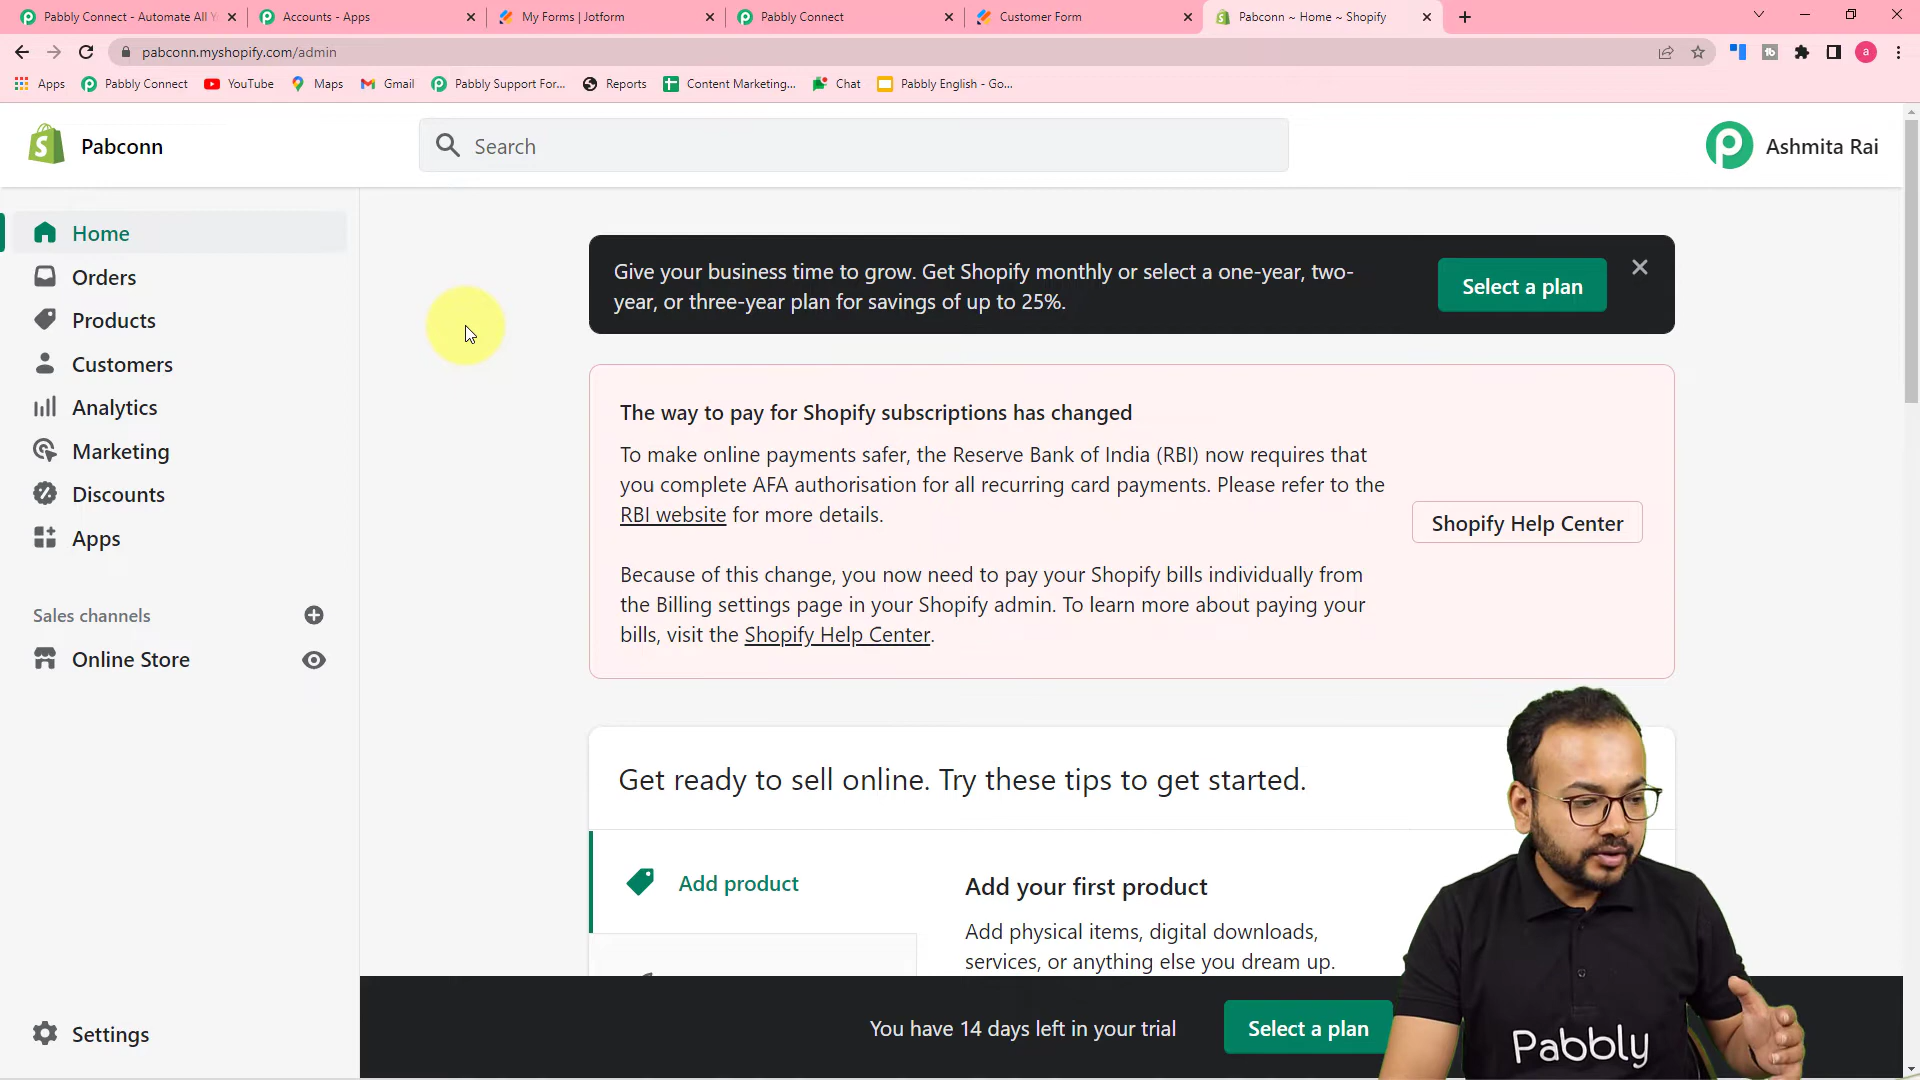 Pabbly Connect - Automate All Y
Accounts - Apps
My Forms | Jotform
Pabbly Connect
Customer Form
Pabconn ~ Home ~ Shopify
pabconn.myshopify.com/admin
a
Apps
Pabbly Connect
YouTube
Maps
Gmail
Pabbly Support For...
Reports
Content Marketing...
Chat
Pabbly English - Go...
Pabconn
Search
Ashmita Rai
Home
Orders
Products
Customers
Analytics
Marketing
Discounts
Apps
Sales channels
Online Store
Settings
Give your business time to grow. Get Shopify monthly or select a one-year, two-
year, or three-year plan for savings of up to 25%.
Select a plan
The way to pay for Shopify subscriptions has changed
To make online payments safer, the Reserve Bank of India (RBI) now requires that
you complete AFA authorisation for all recurring card payments. Please refer to the
RBI website for more details.
Shopify Help Center
Because of this change, you now need to pay your Shopify bills individually from
the Billing settings page in your Shopify admin. To learn more about paying your
bills, visit the Shopify Help Center.
Get ready to sell online. Try these tips to get started.
Add product
Add your first product
Add physical items, digital downloads,
services, or anything else you dream up.
You have 14 days left in your trial
Select a plan
Pabbly